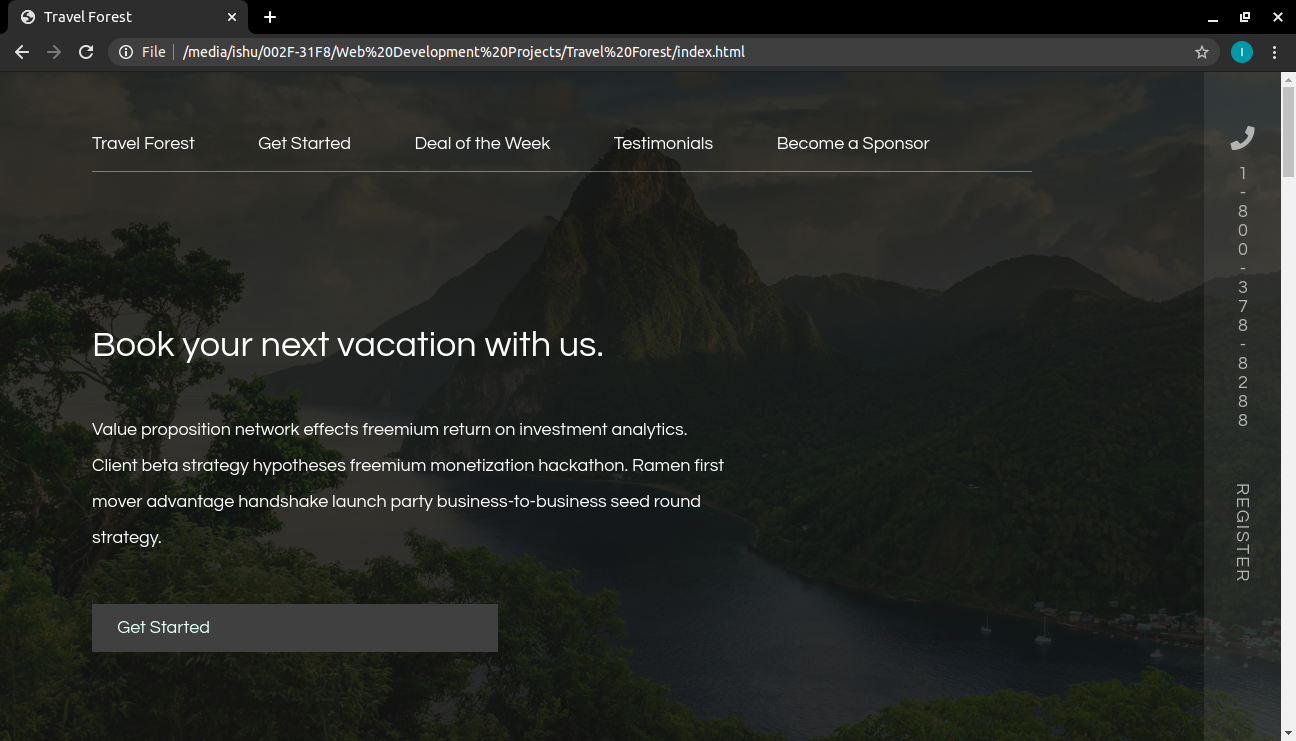 Travel Forest
File /media/ishu/002F-31F8/Web%20Development%20Projects/Travel%20Forest/index.html
I
Travel Forest Get Started Deal of the Week Testimonials Become a Sponsor
Book your next vacation with us.
Value proposition network effects freemium return on investment analytics.
Client beta strategy hypotheses freemium monetization hackathon. Ramen first
mover advantage handshake launch party business-to-business seed round
strategy.
Get Started
1-800-378-8288
REGISTER